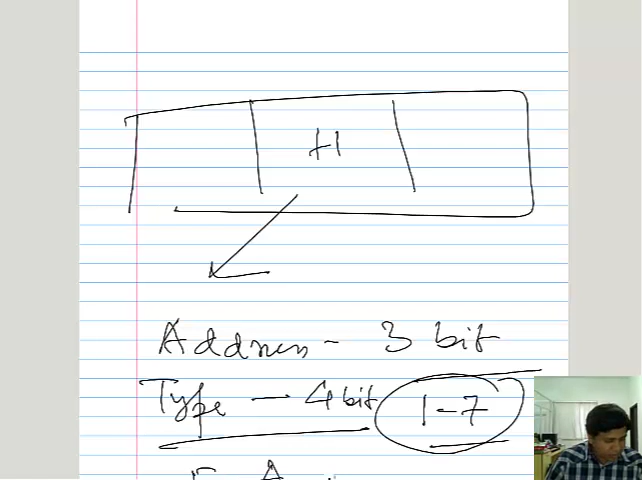 H
Address - 3 bit
Type - 4 bit 1-7